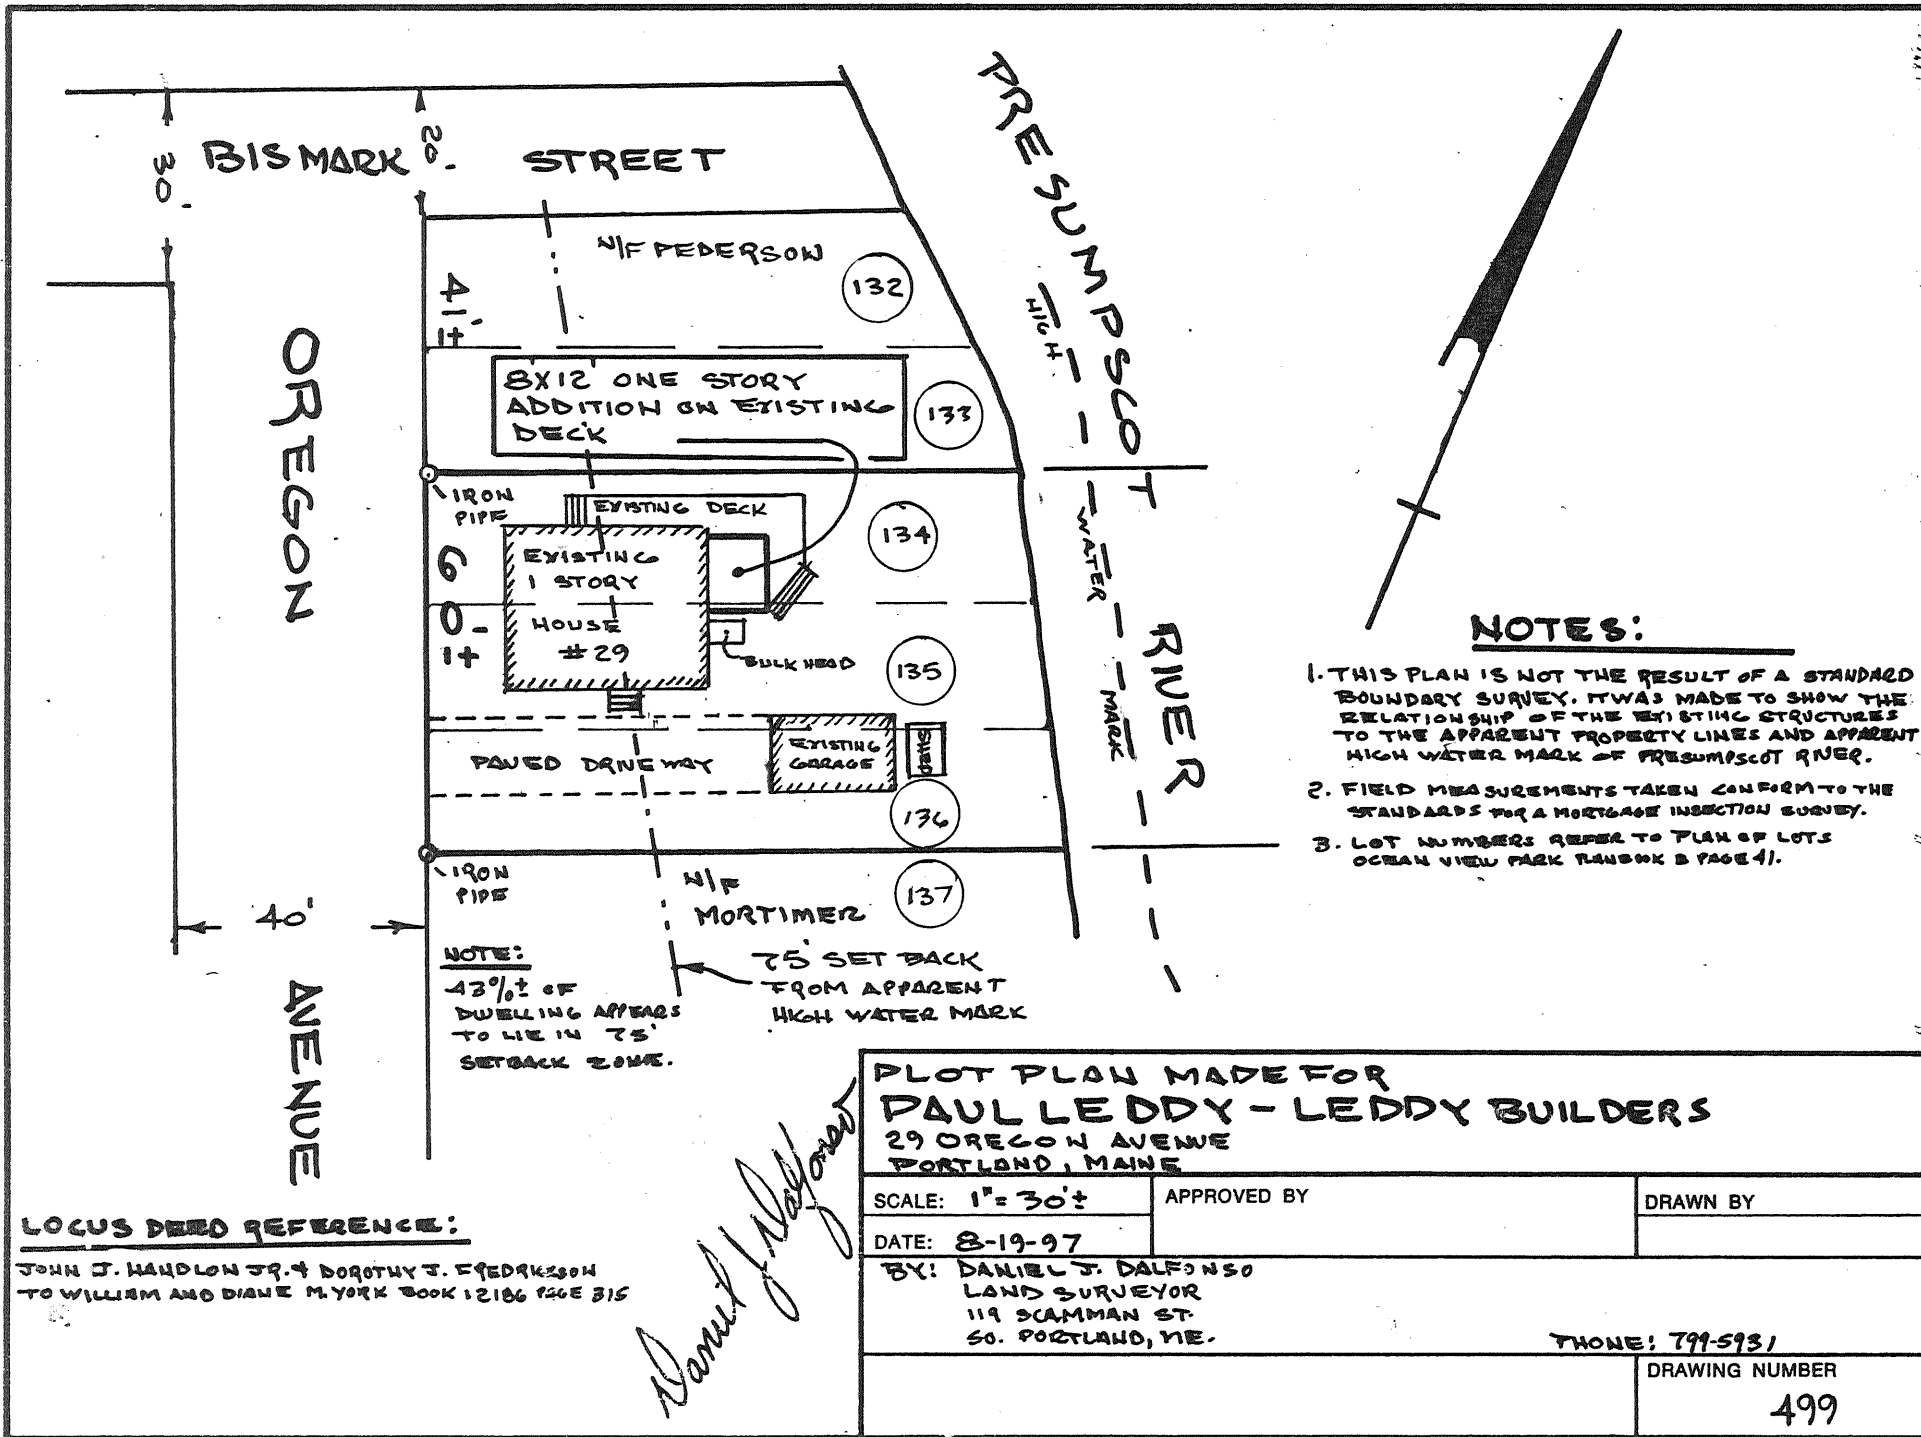 BISMARK STREET
30'
20'
PRESUMPSCOT RIVER
N/F PEDERSON
132
41'±
8'X12' ONE STORY
ADDITION ON EXISTING
DECK
133
HIGH WATER MARK
OREGON AVENUE
IRON
PIPE
EXISTING DECK
134
60'±
EXISTING
1 STORY
HOUSE
#29
BULK HEAD
135
PAVED DRIVEWAY
EXISTING
GARAGE
SHED
136
IRON
PIPE
N/F
MORTIMER
137
40'
75' SET BACK
FROM APPARENT
HIGH WATER MARK
NOTE:
43%± OF
DWELLING APPEARS
TO LIE IN 75'
SETBACK ZONE.
NOTES:
1. THIS PLAN IS NOT THE RESULT OF A STANDARD
BOUNDARY SURVEY. IT WAS MADE TO SHOW THE
RELATIONSHIP OF THE EXISTING STRUCTURES
TO THE APPARENT PROPERTY LINES AND APPARENT
HIGH WATER MARK OF PRESUMPSCOT RIVER.
2. FIELD MEASUREMENTS TAKEN CONFORM TO THE
STANDARDS FOR A MORTGAGE INSECTION SURVEY.
3. LOT NUMBERS REFER TO PLAN OF LOTS
OCEAN VIEW PARK PLANBOOK 8 PAGE 41.
LOCUS DEED REFERENCE:
JOHN J. HANDLON JR. & DOROTHY J. FREDRIKSSON
TO WILLIAM AND DIANE M. YORK BOOK 12186 PAGE 315
Daniel J. Dalfonso
PLOT PLAN MADE FOR
PAUL LEDDY - LEDDY BUILDERS
29 OREGON AVENUE
PORTLAND, MAINE
SCALE: 1"= 30'±
APPROVED BY
DRAWN BY
DATE: 8-19-97
BY: DANIEL J. DALFONSO
LAND SURVEYOR
119 SCAMMAN ST.
SO. PORTLAND, ME.
PHONE: 799-5931
DRAWING NUMBER
499